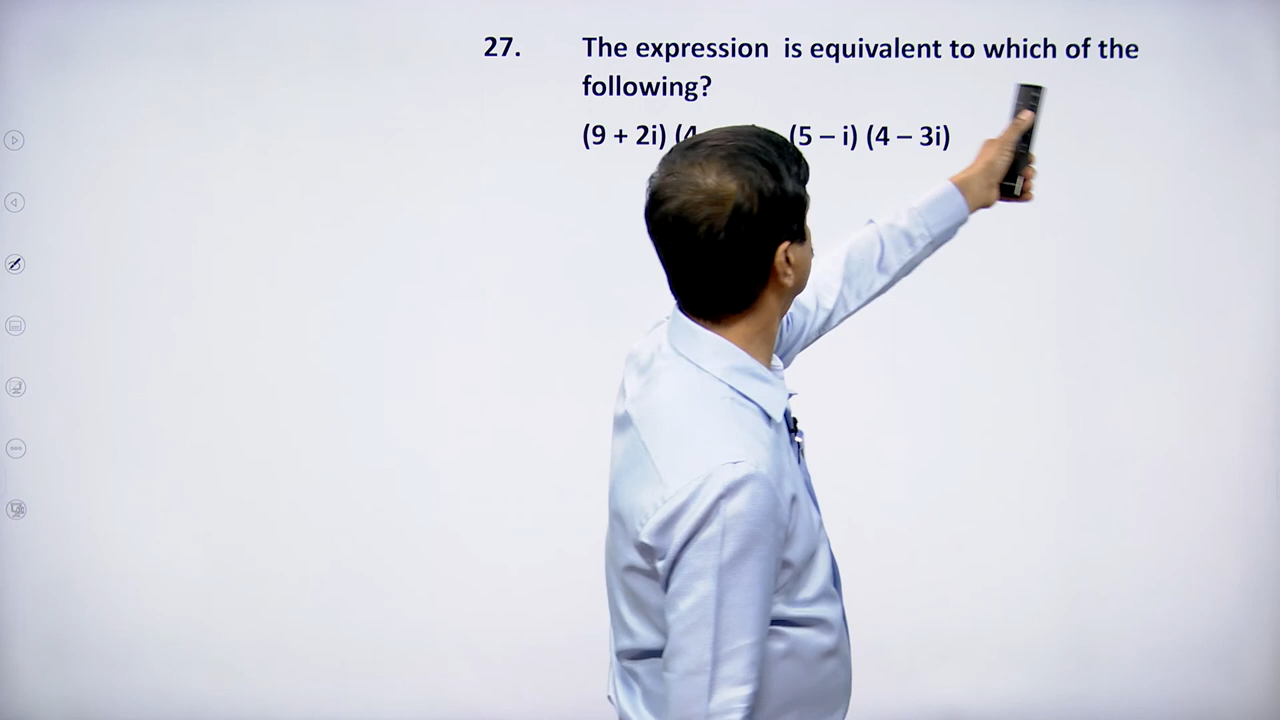 27. The expression is equivalent to which of the
following?
(9 + 2i) (4 (5 – i) (4 – 3i)